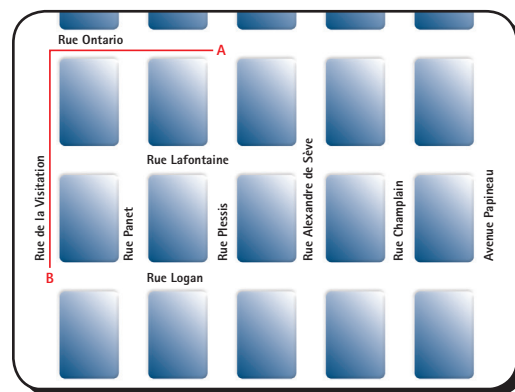 Rue Ontario
A
Rue de la Visitation
Rue Lafontaine
Rue Panet
Rue Plessis
Rue Alexandre de Sève
Rue Champlain
Avenue Papineau
B
Rue Logan